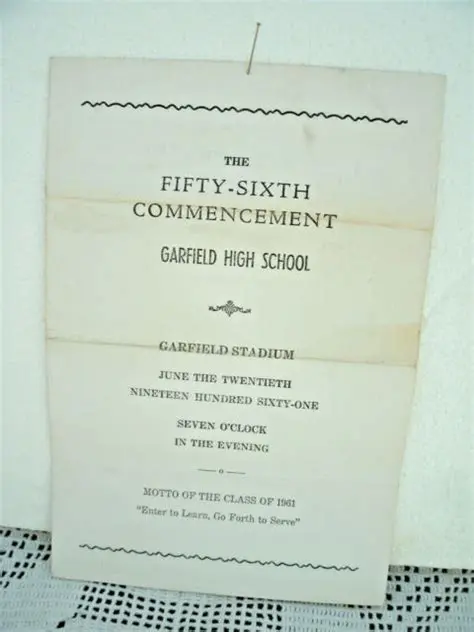 THE
FIFTY-SIXTH
COMMENCEMENT
GARFIELD HIGH SCHOOL
GARFIELD STADIUM
JUNE THE TWENTIETH
NINETEEN HUNDRED SIXTY-ONE
SEVEN O'CLOCK
IN THE EVENING
MOTTO OF THE CLASS OF 1961
"Enter to Learn, Go Forth to Serve"